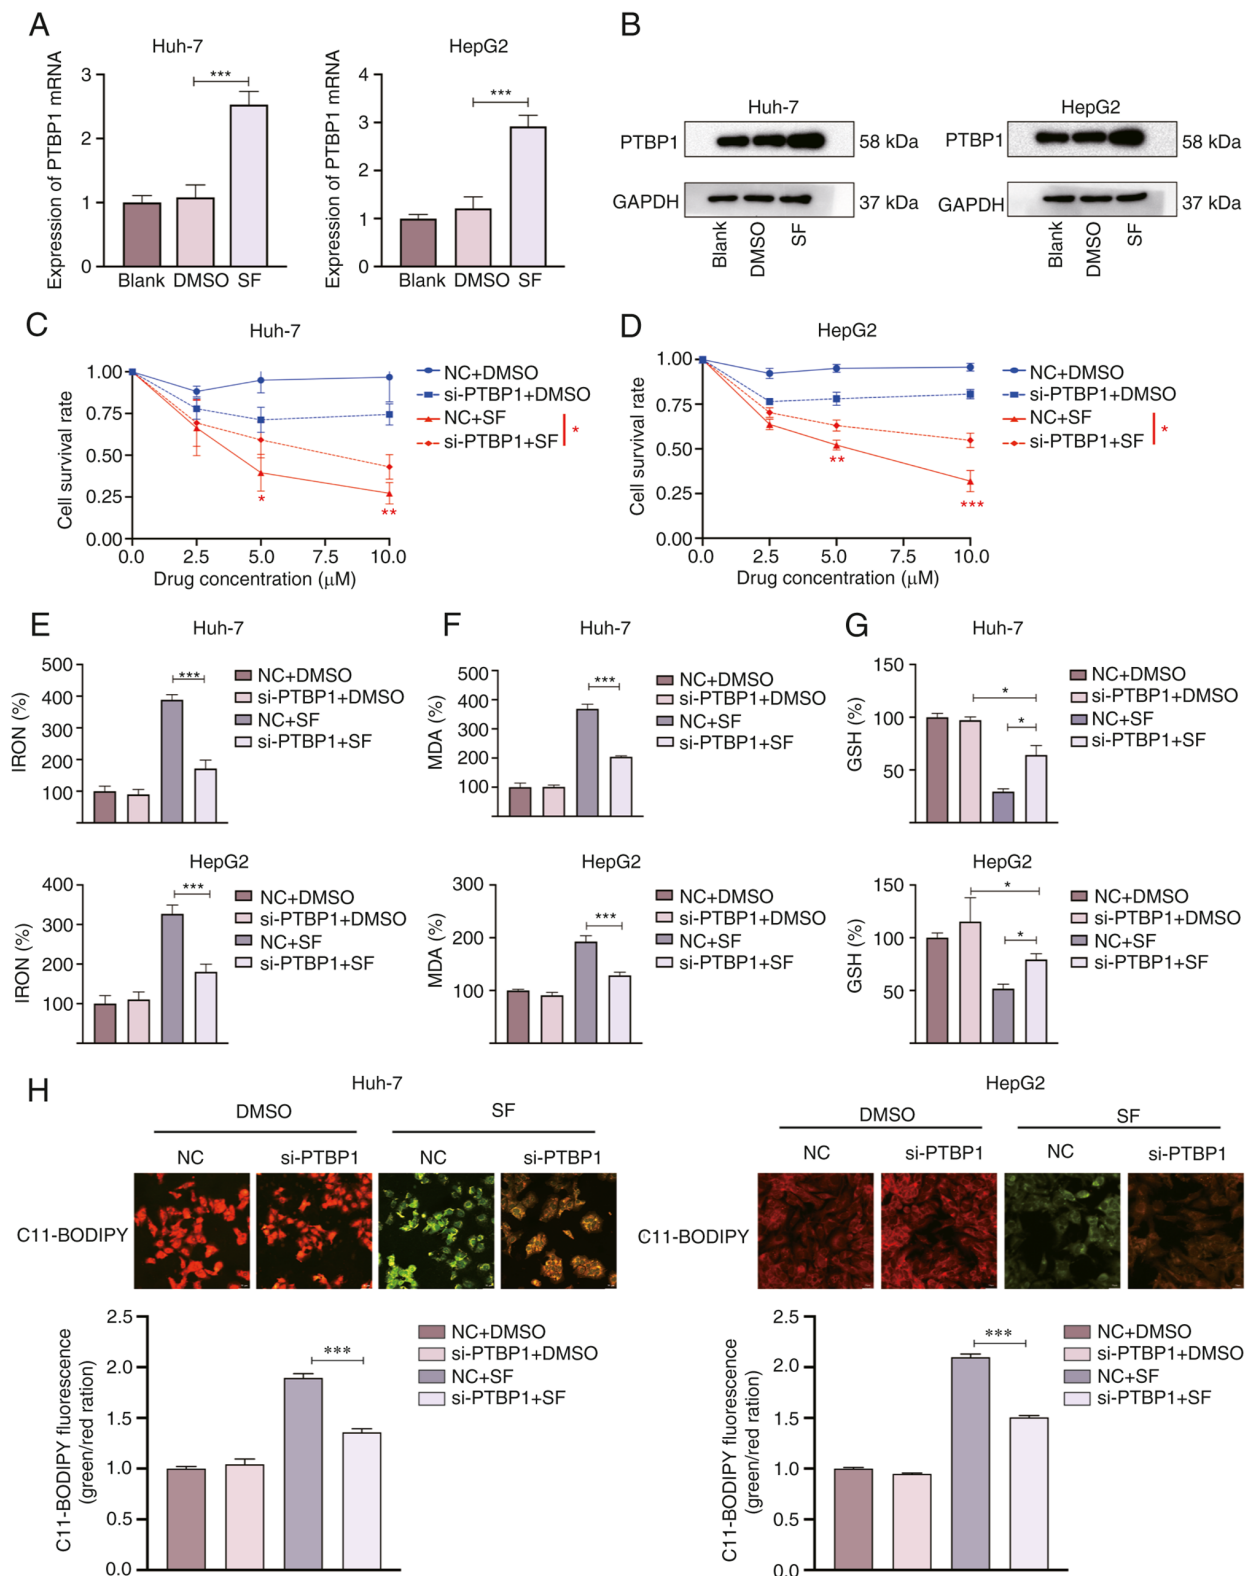 A
Huh-7
Expression of PTBP1 mRNA
3
2
1
0
***
Blank DMSO SF
HepG2
Expression of PTBP1 mRNA
4
3
2
1
0
***
Blank DMSO SF
B
Huh-7
PTBP1
58 kDa
GAPDH
37 kDa
Blank
DMSO
SF
HepG2
PTBP1
58 kDa
GAPDH
37 kDa
Blank
DMSO
SF
C
Huh-7
Cell survival rate
1.00
0.75
0.50
0.25
0.00
0.0 2.5 5.0 7.5 10.0
Drug concentration (μM)
*
**
NC+DMSO
si-PTBP1+DMSO
NC+SF
si-PTBP1+SF
*
D
HepG2
Cell survival rate
1.00
0.75
0.50
0.25
0.00
0.0 2.5 5.0 7.5 10.0
Drug concentration (μM)
**
***
NC+DMSO
si-PTBP1+DMSO
NC+SF
si-PTBP1+SF
*
E
Huh-7
IRON (%)
500
400
300
200
100
***
NC+DMSO
si-PTBP1+DMSO
NC+SF
si-PTBP1+SF
HepG2
IRON (%)
400
300
200
100
***
NC+DMSO
si-PTBP1+DMSO
NC+SF
si-PTBP1+SF
F
Huh-7
MDA (%)
500
400
300
200
100
***
NC+DMSO
si-PTBP1+DMSO
NC+SF
si-PTBP1+SF
HepG2
MDA (%)
300
200
100
***
NC+DMSO
si-PTBP1+DMSO
NC+SF
si-PTBP1+SF
G
Huh-7
GSH (%)
150
100
50
*
*
NC+DMSO
si-PTBP1+DMSO
NC+SF
si-PTBP1+SF
HepG2
GSH (%)
150
100
50
*
*
NC+DMSO
si-PTBP1+DMSO
NC+SF
si-PTBP1+SF
H
Huh-7
DMSO SF
NC si-PTBP1 NC si-PTBP1
C11-BODIPY
C11-BODIPY fluorescence
(green/red ration)
2.5
2.0
1.5
1.0
0.5
0.0
***
NC+DMSO
si-PTBP1+DMSO
NC+SF
si-PTBP1+SF
HepG2
DMSO SF
NC si-PTBP1 NC si-PTBP1
C11-BODIPY
C11-BODIPY fluorescence
(green/red ration)
2.5
2.0
1.5
1.0
0.5
0.0
***
NC+DMSO
si-PTBP1+DMSO
NC+SF
si-PTBP1+SF